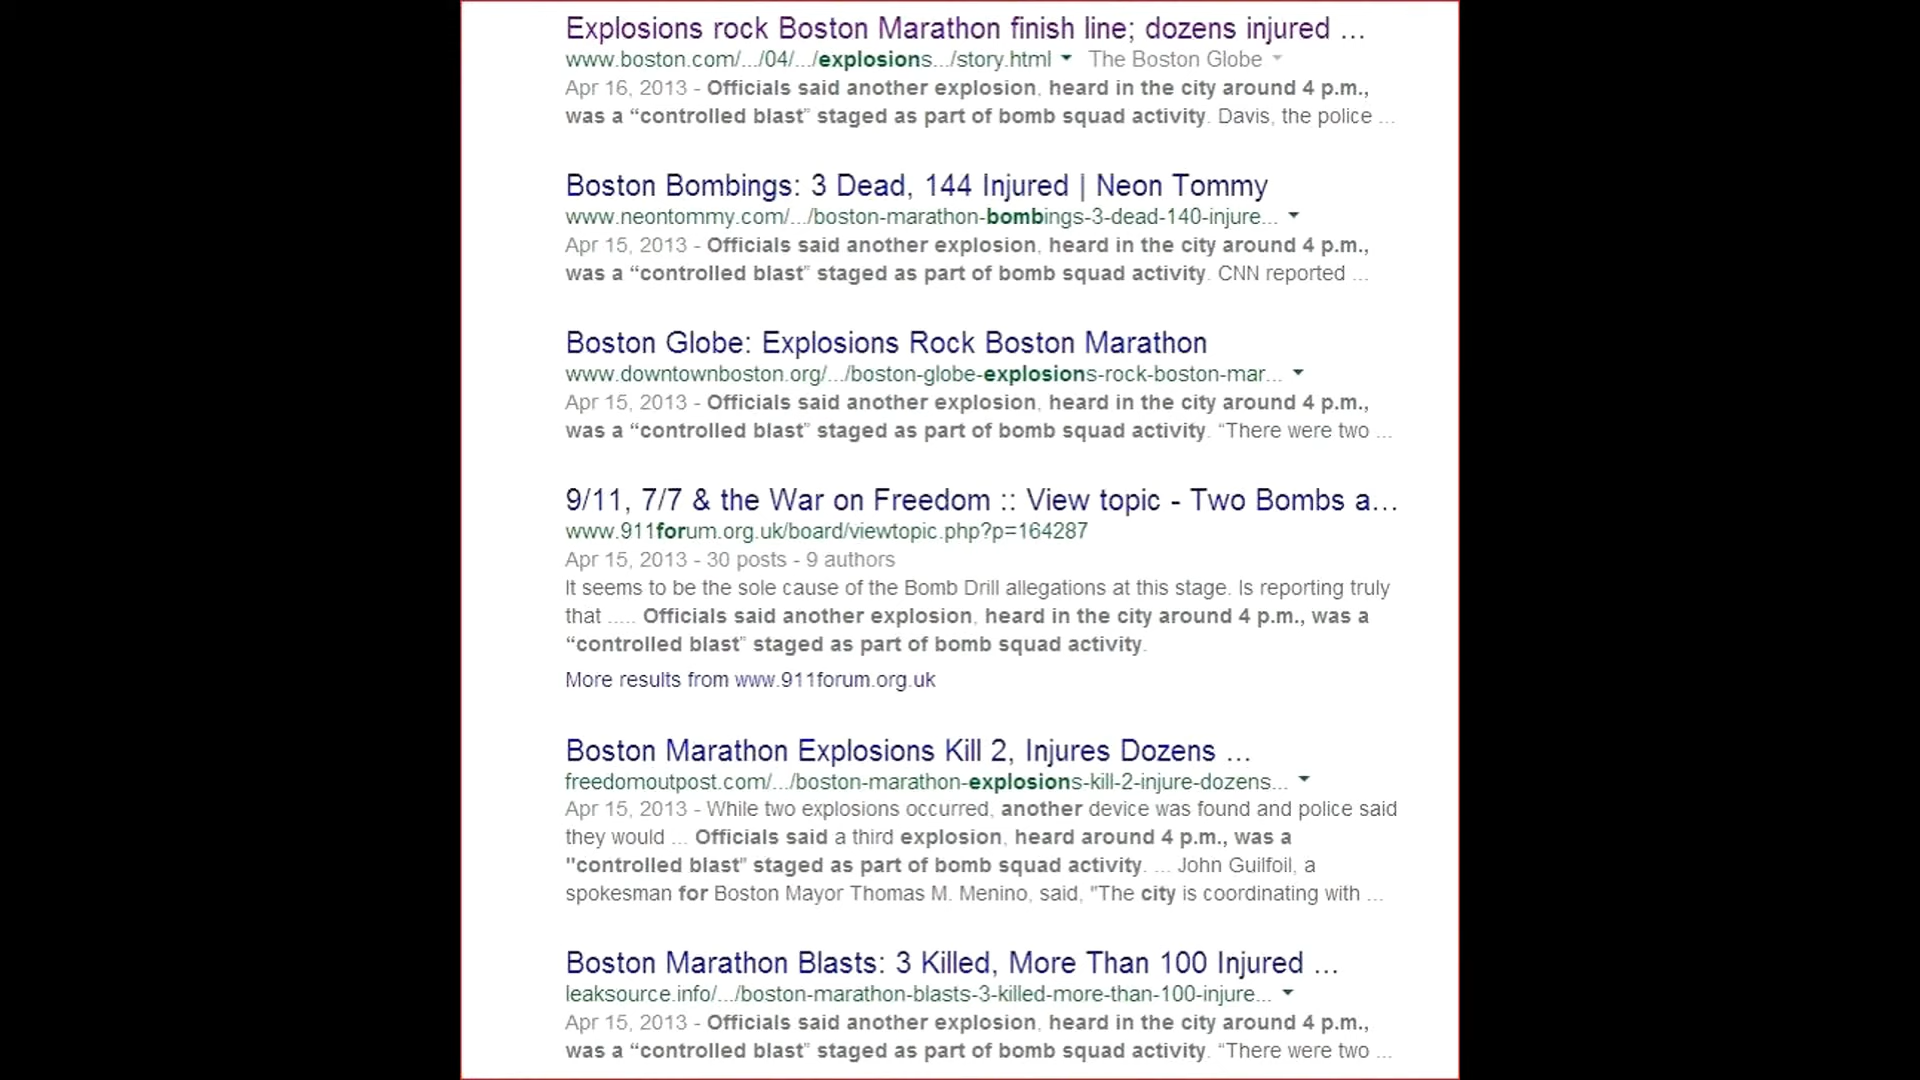 Explosions rock Boston Marathon finish line; dozens injured ...
www.boston.com/.../04/.../explosions.../story.html The Boston Globe
Apr 16, 2013 - Officials said another explosion, heard in the city around 4 p.m.,
was a “controlled blast” staged as part of bomb squad activity. Davis, the police ...
Boston Bombings: 3 Dead, 144 Injured | Neon Tommy
www.neontommy.com/.../boston-marathon-bombings-3-dead-140-injure...
Apr 15, 2013 - Officials said another explosion, heard in the city around 4 p.m.,
was a “controlled blast” staged as part of bomb squad activity. CNN reported ...
Boston Globe: Explosions Rock Boston Marathon
www.downtownboston.org/.../boston-globe-explosions-rock-boston-mar...
Apr 15, 2013 - Officials said another explosion, heard in the city around 4 p.m.,
was a “controlled blast” staged as part of bomb squad activity. “There were two ...
9/11, 7/7 & the War on Freedom :: View topic - Two Bombs a...
www.911forum.org.uk/board/viewtopic.php?p=164287
Apr 15, 2013 - 30 posts - 9 authors
It seems to be the sole cause of the Bomb Drill allegations at this stage. Is reporting truly
that ..... Officials said another explosion, heard in the city around 4 p.m., was a
“controlled blast” staged as part of bomb squad activity.
More results from www.911forum.org.uk
Boston Marathon Explosions Kill 2, Injures Dozens ...
freedomoutpost.com/.../boston-marathon-explosions-kill-2-injure-dozens...
Apr 15, 2013 - While two explosions occurred, another device was found and police said
they would ... Officials said a third explosion, heard around 4 p.m., was a
"controlled blast" staged as part of bomb squad activity. ... John Guilfoil, a
spokesman for Boston Mayor Thomas M. Menino, said, "The city is coordinating with ...
Boston Marathon Blasts: 3 Killed, More Than 100 Injured ...
leaksource.info/.../boston-marathon-blasts-3-killed-more-than-100-injure...
Apr 15, 2013 - Officials said another explosion, heard in the city around 4 p.m.,
was a “controlled blast” staged as part of bomb squad activity. “There were two ...